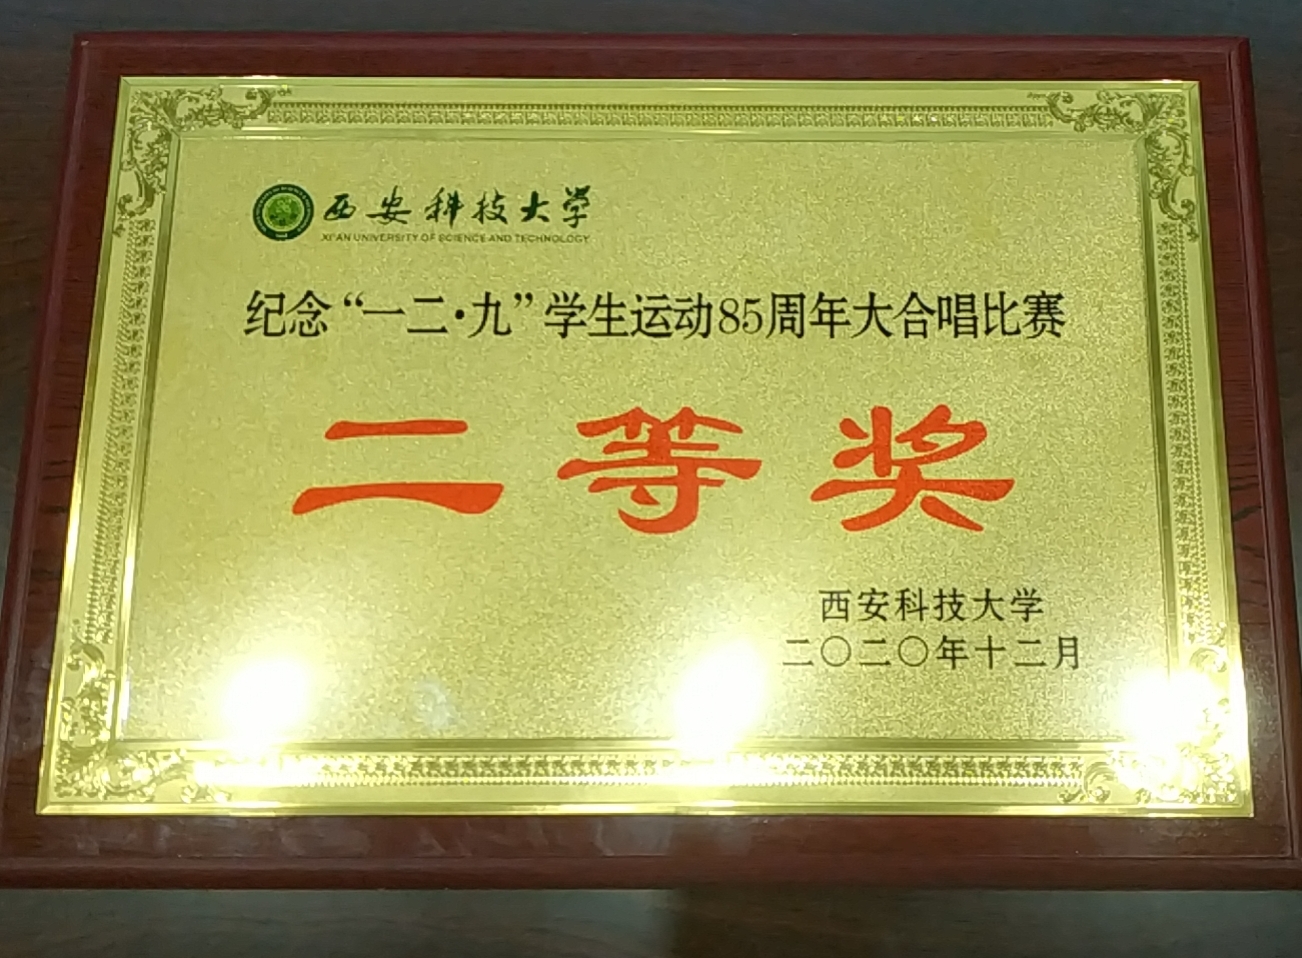 西安科技大学
XI'AN UNIVERSITY OF SCIENCE AND TECHNOLOGY
纪念“一二·九”学生运动85周年大合唱比赛
二等奖
西安科技大学
二〇二〇年十二月